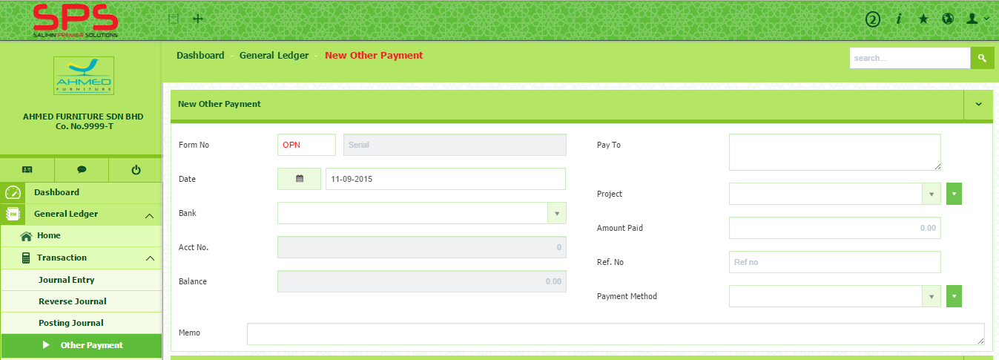 SPS
SALIHIN PREMIER SOLUTIONS
2
AHMED
FURNITURE
AHMED FURNITURE SDN BHD
Co. No.9999-T
Dashboard
General Ledger
RM
Home
Transaction
Journal Entry
Reverse Journal
Posting Journal
Other Payment
Dashboard - General Ledger - New Other Payment
search...
New Other Payment
Form No OPN Serial
Date 11-09-2015
Bank
Acct No. 0
Balance 0.00
Pay To
Project
Amount Paid 0.00
Ref. No Ref no
Payment Method
Memo